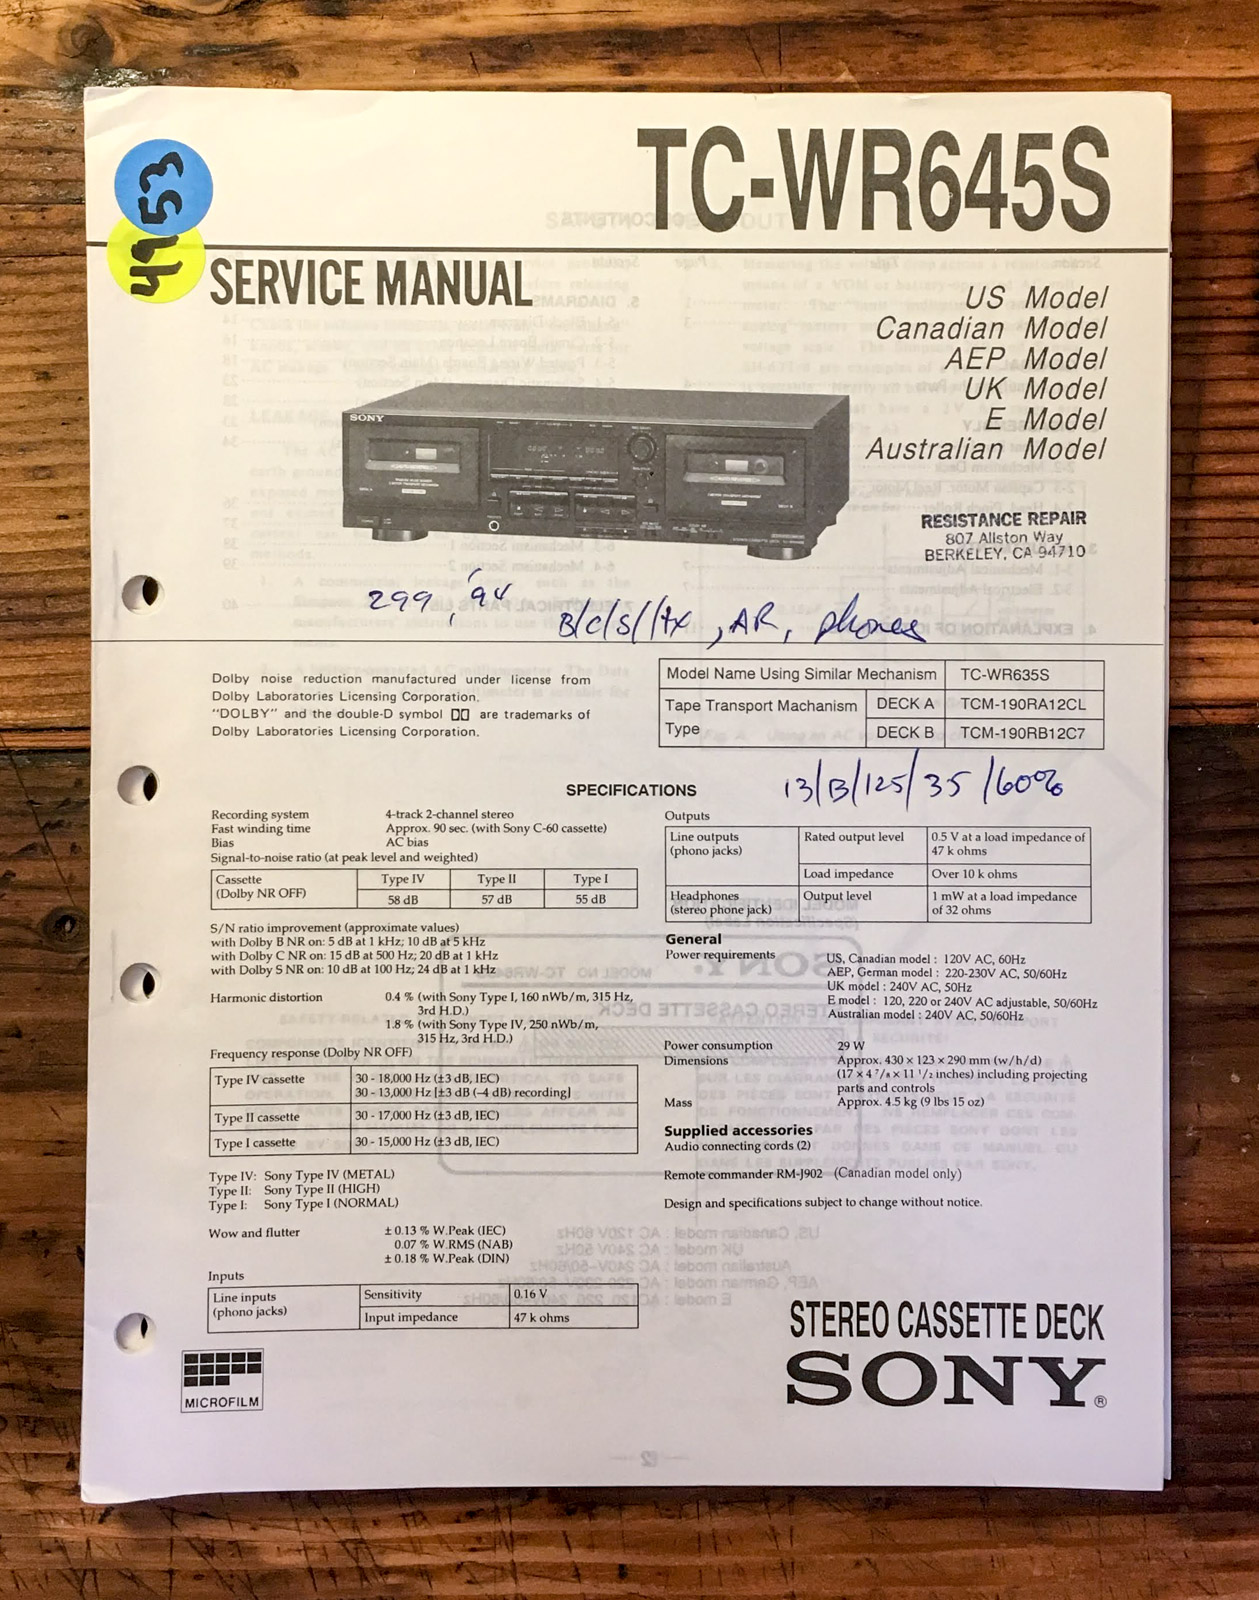 TC-WR645S
53
49
SERVICE MANUAL
US Model
Canadian Model
AEP Model
UK Model
E Model
Australian Model
SONY
RESISTANCE REPAIR
807 Allston Way
BERKELEY, CA 94710
299, '94
B/C/S/Hx, AR, phones
Dolby noise reduction manufactured under license from
Dolby Laboratories Licensing Corporation.
"DOLBY" and the double-D symbol are trademarks of
Dolby Laboratories Licensing Corporation.
Model Name Using Similar Mechanism TC-WR635S
Tape Transport Machanism Type DECK A TCM-190RA12CL
DECK B TCM-190RB12C7
13/B/125/35/60%
SPECIFICATIONS
Recording system 4-track 2-channel stereo
Fast winding time Approx. 90 sec. (with Sony C-60 cassette)
Bias AC bias
Signal-to-noise ratio (at peak level and weighted)
Cassette (Dolby NR OFF) Type IV Type II Type I
58 dB 57 dB 55 dB
S/N ratio improvement (approximate values)
with Dolby B NR on: 5 dB at 1 kHz; 10 dB at 5 kHz
with Dolby C NR on: 15 dB at 500 Hz; 20 dB at 1 kHz
with Dolby S NR on: 10 dB at 100 Hz; 24 dB at 1 kHz
Harmonic distortion 0.4 % (with Sony Type I, 160 nWb/m, 315 Hz,
3rd H.D.)
1.8 % (with Sony Type IV, 250 nWb/m,
315 Hz, 3rd H.D.)
Frequency response (Dolby NR OFF)
Type IV cassette 30 - 18,000 Hz (±3 dB, IEC)
30 - 13,000 Hz [±3 dB (–4 dB) recording]
Type II cassette 30 - 17,000 Hz (±3 dB, IEC)
Type I cassette 30 - 15,000 Hz (±3 dB, IEC)
Type IV: Sony Type IV (METAL)
Type II: Sony Type II (HIGH)
Type I: Sony Type I (NORMAL)
Wow and flutter ± 0.13 % W.Peak (IEC)
0.07 % W.RMS (NAB)
± 0.18 % W.Peak (DIN)
Inputs
Line inputs (phono jacks) Sensitivity 0.16 V
Input impedance 47 k ohms
Outputs
Line outputs (phono jacks) Rated output level 0.5 V at a load impedance of
47 k ohms
Load impedance Over 10 k ohms
Headphones (stereo phone jack) Output level 1 mW at a load impedance
of 32 ohms
General
Power requirements US, Canadian model : 120V AC, 60Hz
AEP, German model : 220-230V AC, 50/60Hz
UK model : 240V AC, 50Hz
E model : 120, 220 or 240V AC adjustable, 50/60Hz
Australian model : 240V AC, 50/60Hz
Power consumption 29 W
Dimensions Approx. 430 × 123 × 290 mm (w/h/d)
(17 × 4 7/8 × 11 1/2 inches) including projecting
parts and controls
Mass Approx. 4.5 kg (9 lbs 15 oz)
Supplied accessories
Audio connecting cords (2)
Remote commander RM-J902 (Canadian model only)
Design and specifications subject to change without notice.
MICROFILM
STEREO CASSETTE DECK
SONY®